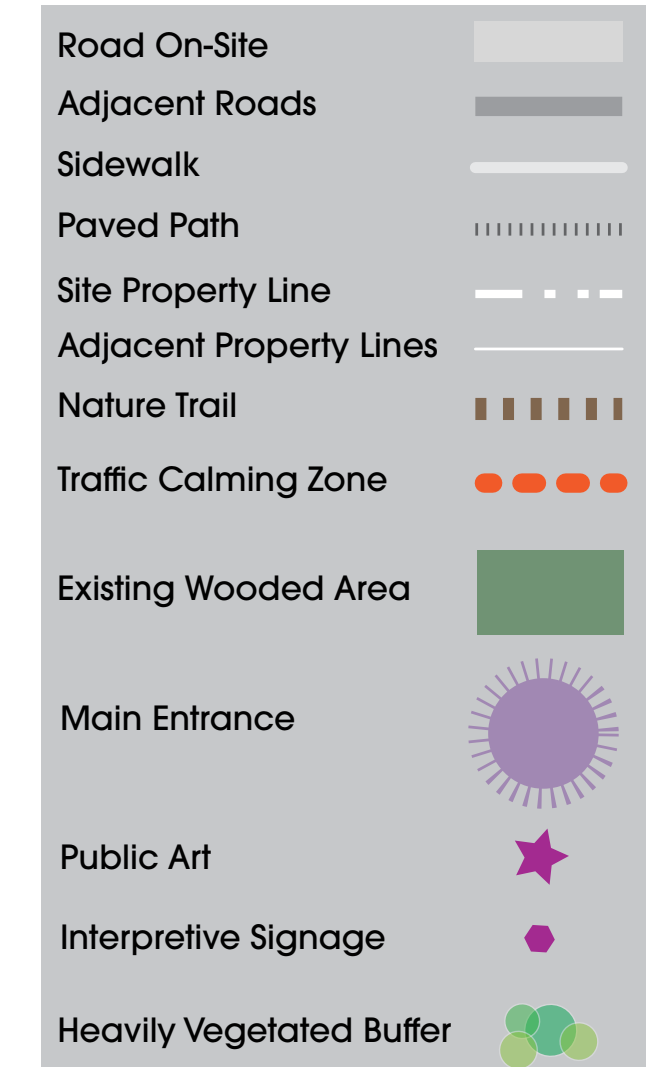 Road On-Site
Adjacent Roads
Sidewalk
Paved Path
Site Property Line
Adjacent Property Lines
Nature Trail
Traffic Calming Zone
Existing Wooded Area
Main Entrance
Public Art
Interpretive Signage
Heavily Vegetated Buffer